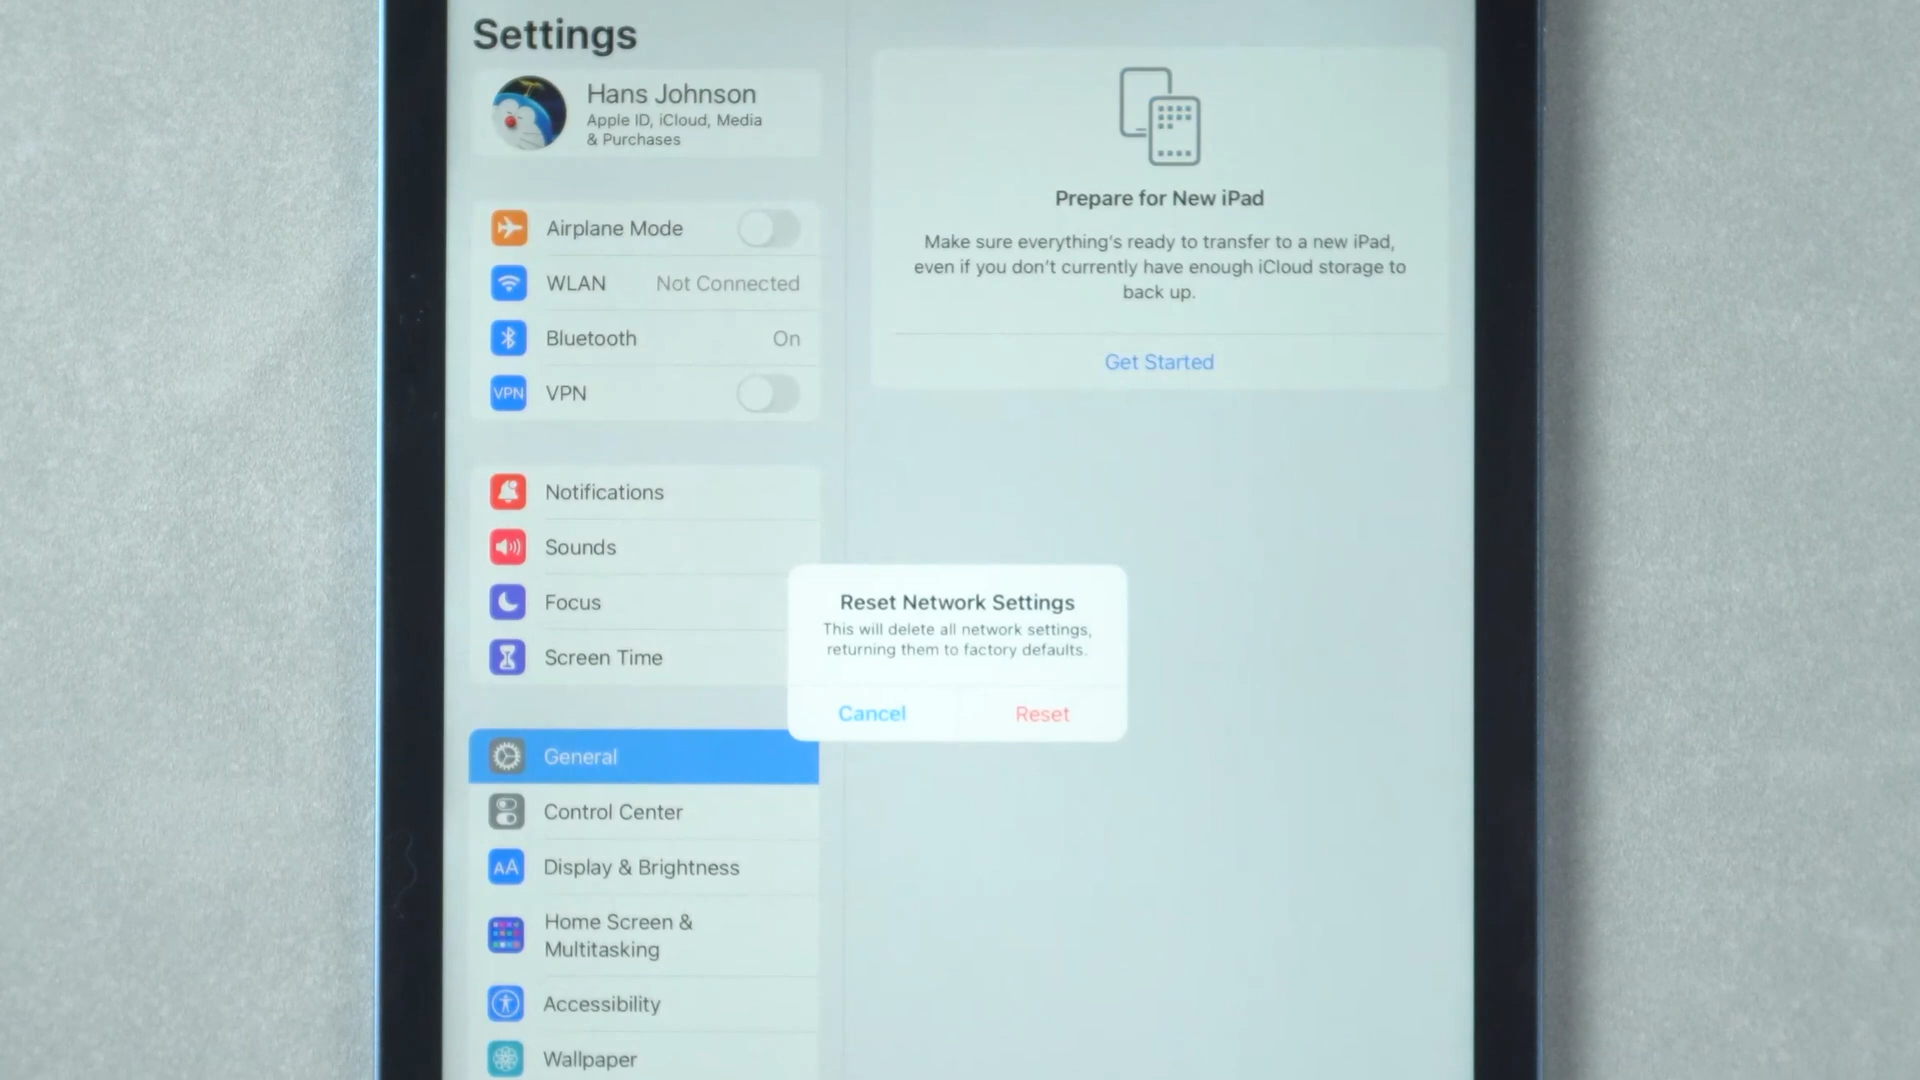 Settings
Hans Johnson
Apple ID, iCloud, Media
& Purchases
Airplane Mode
WLAN Not Connected
Bluetooth On
VPN VPN
Notifications
Sounds
Focus
Screen Time
General
Control Center
AA Display & Brightness
Home Screen &
Multitasking
Accessibility
Wallpaper
Prepare for New iPad
Make sure everything's ready to transfer to a new iPad,
even if you don't currently have enough iCloud storage to
back up.
Get Started
Reset Network Settings
This will delete all network settings,
returning them to factory defaults.
Cancel Reset